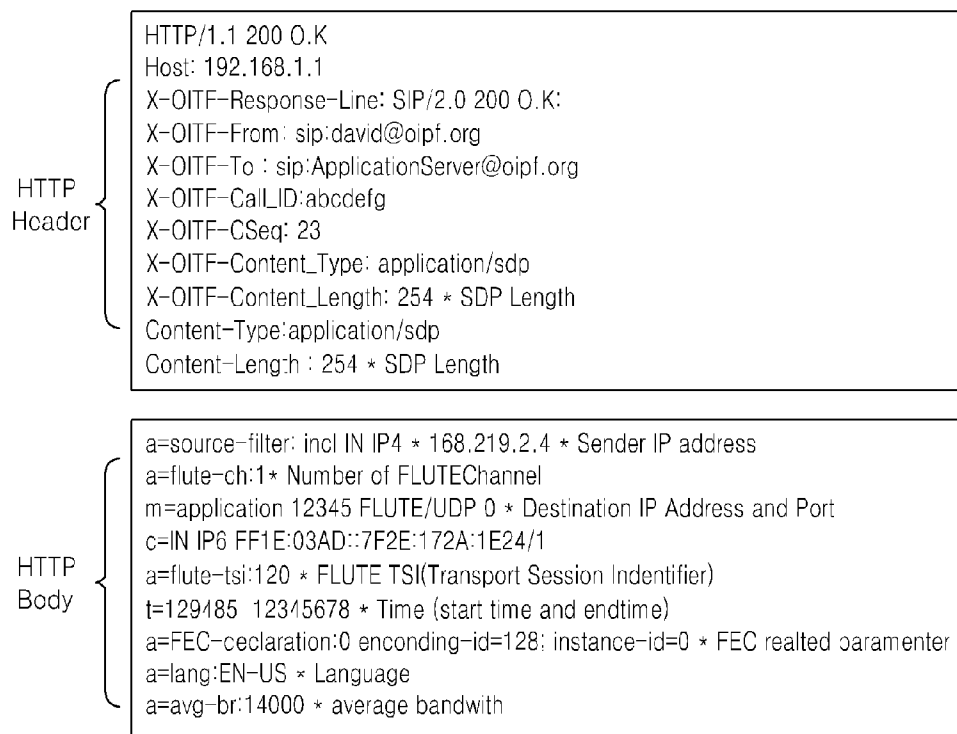 HTTP/1.1 200 O.K
Host: 192.168.1.1
X-OITF-Response-Line: SIP/2.0 200 O.K:
X-OITF-From: sip:david@oipf.org
X-OITF-To : sip:ApplicationServer@oipf.org
X-OITF-Call_ID:abcdefg
X-OITF-CSeq: 23
X-OITF-Content_Type: application/sdp
X-OITF-Content_Length: 254 * SDP Length
Content-Type:application/sdp
Content-Length : 254 * SDP Length
HTTP
Header
a=source-filter: incl IN IP4 * 168.219.2.4 * Sender IP address
a=flute-ch:1* Number of FLUTEChannel
m=application 12345 FLUTE/UDP 0 * Destination IP Address and Port
c=IN IP6 FF1E:03AD::7F2E:172A:1E24/1
a=flute-tsi:120 * FLUTE TSI(Transport Session Indentifier)
t=129485 12345678 * Time (start time and endtime)
a=FEC-ceclaration:0 enconding-id=128; instance-id=0 * FEC realted paramenter
a=lang:EN-US * Language
a=avg-br:14000 * average bandwith
HTTP
Body